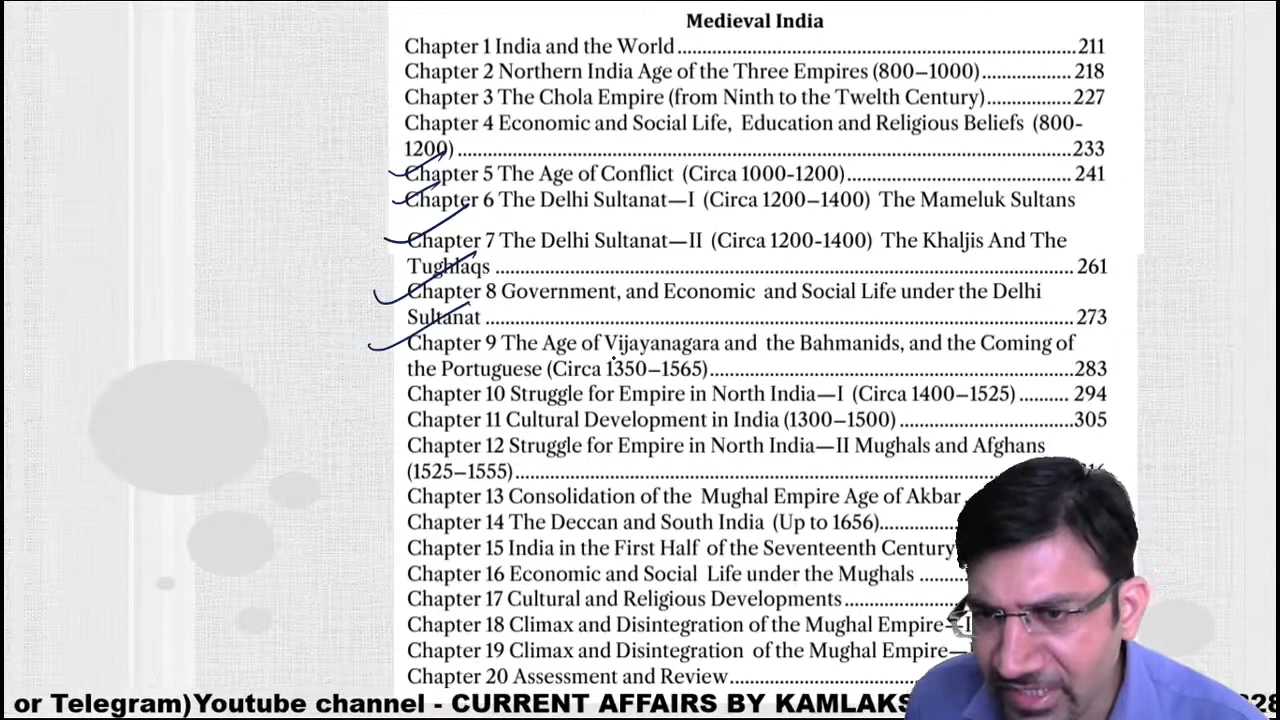 Medieval India
Chapter 1 India and the World......211
Chapter 2 Northern India Age of the Three Empires (800–1000)......218
Chapter 3 The Chola Empire (from Ninth to the Twelth Century)......227
Chapter 4 Economic and Social Life, Education and Religious Beliefs (800-
1200)......233
Chapter 5 The Age of Conflict (Circa 1000-1200)......241
Chapter 6 The Delhi Sultanat—I (Circa 1200–1400) The Mameluk Sultans
Chapter 7 The Delhi Sultanat—II (Circa 1200-1400) The Khaljis And The
Tughlaqs......261
Chapter 8 Government, and Economic and Social Life under the Delhi
Sultanat......273
Chapter 9 The Age of Vijayanagara and the Bahmanids, and the Coming of
the Portuguese (Circa 1350–1565)......283
Chapter 10 Struggle for Empire in North India—I (Circa 1400–1525)......294
Chapter 11 Cultural Development in India (1300–1500)......305
Chapter 12 Struggle for Empire in North India—II Mughals and Afghans
(1525–1555)......
Chapter 13 Consolidation of the Mughal Empire Age of Akbar
Chapter 14 The Deccan and South India (Up to 1656)......
Chapter 15 India in the First Half of the Seventeenth Century
Chapter 16 Economic and Social Life under the Mughals......
Chapter 17 Cultural and Religious Developments......
Chapter 18 Climax and Disintegration of the Mughal Empire—I
Chapter 19 Climax and Disintegration of the Mughal Empire—
Chapter 20 Assessment and Review......
or Telegram)Youtube channel - CURRENT AFFAIRS BY KAMLAKS